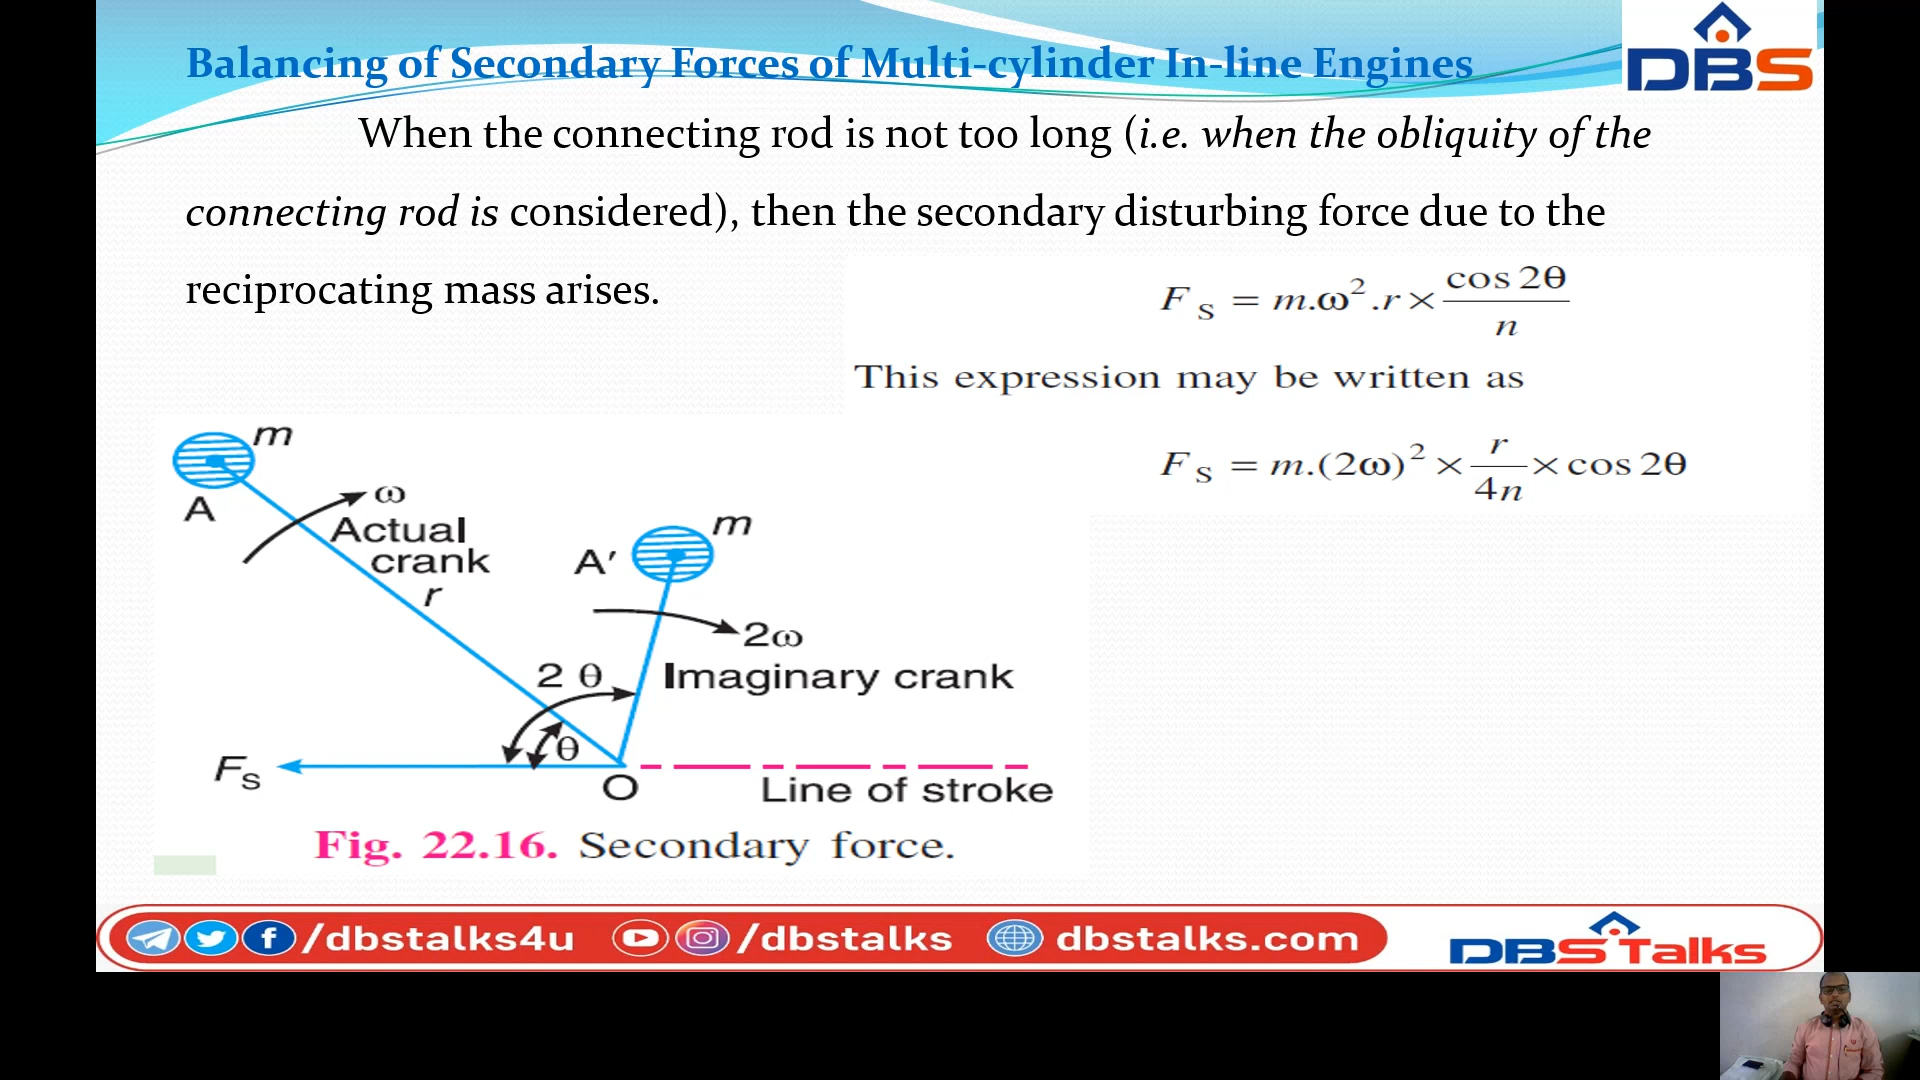 Balancing of Secondary Forces of Multi-cylinder In-line Engines
DBS
When the connecting rod is not too long (i.e. when the obliquity of the
connecting rod is considered), then the secondary disturbing force due to the
reciprocating mass arises.
F S = m.ω².r × cos 2θ / n
This expression may be written as
F S = m.(2ω)² × r / 4n × cos 2θ
m
A
ω
Actual
crank
r
m
A′
2ω
2 θ
Imaginary crank
θ
FS
O
Line of stroke
Fig. 22.16. Secondary force.
/dbstalks4u /dbstalks dbstalks.com
DBS Talks